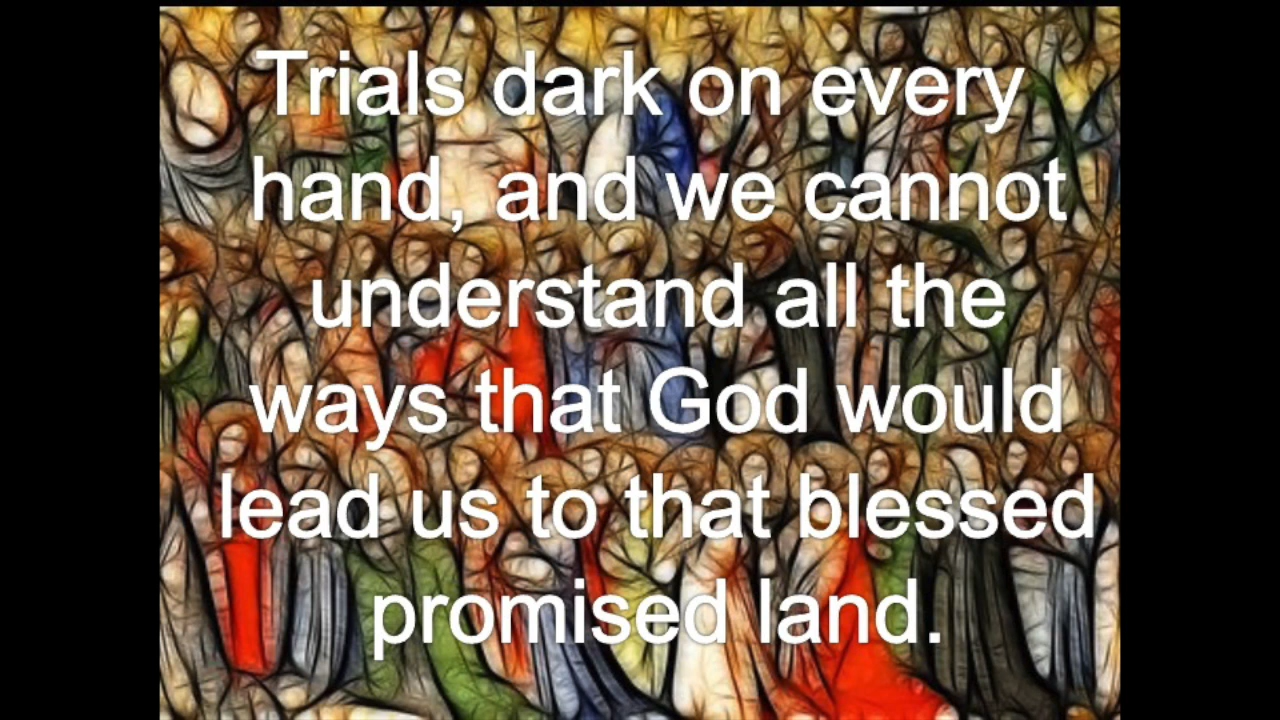 Trials dark on every
hand, and we cannot
understand all the
ways that God would
lead us to that blessed
promised land.